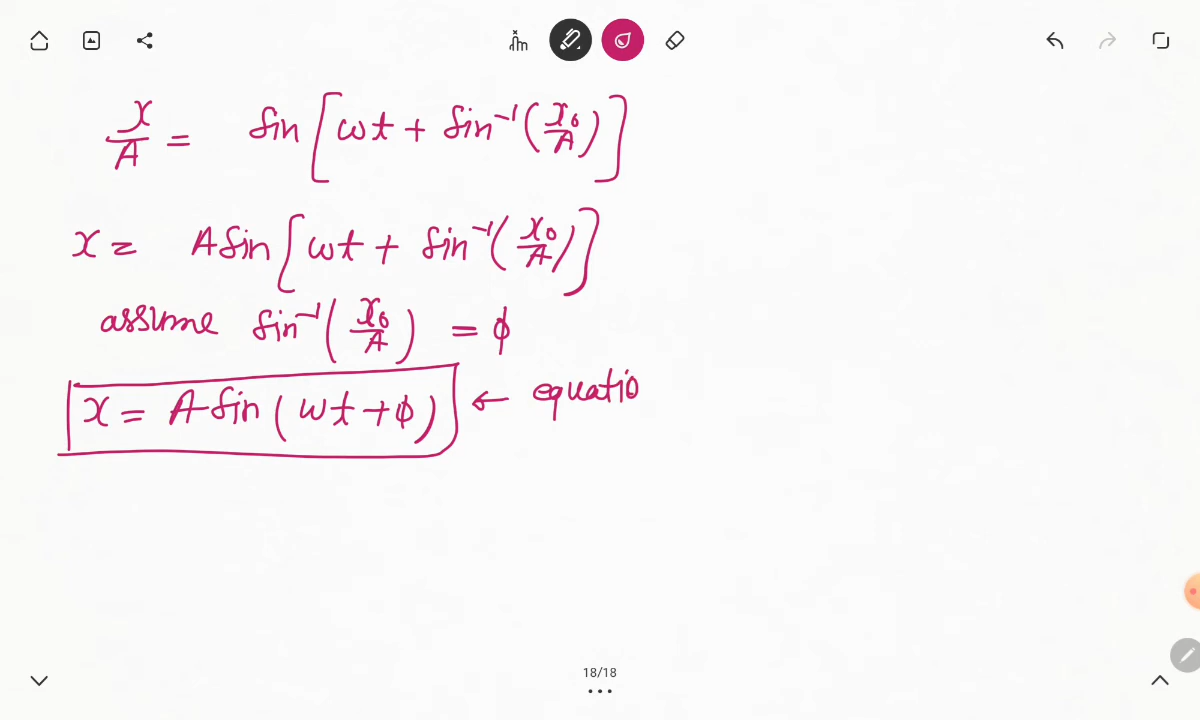 x/A = sin[ωt + sin⁻¹(x₀/A)]
x = A sin[ωt + sin⁻¹(x₀/A)]
assume sin⁻¹(x₀/A) = ϕ
x = A sin(ωt + ϕ) ← equatio
18/18